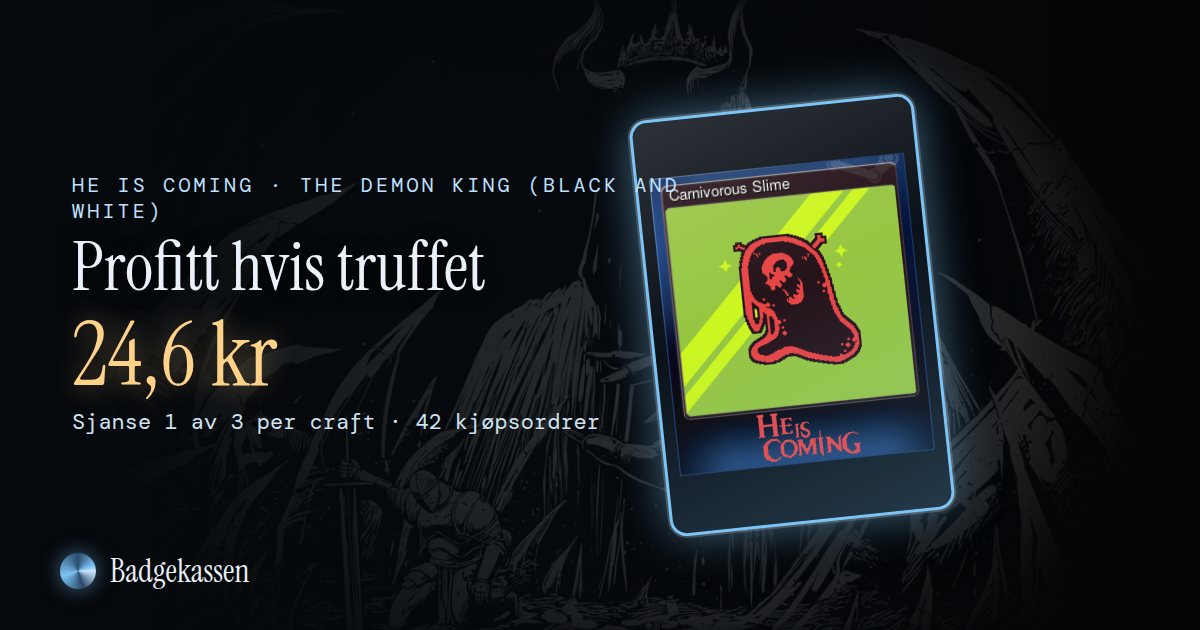 HE IS COMING · THE DEMON KING (BLACK AND
WHITE)
Profitt hvis truffet
24,6 kr
Sjanse 1 av 3 per craft · 42 kjøpsordrer
Badgekassen
Carnivorous Slime
HE IS
COMING